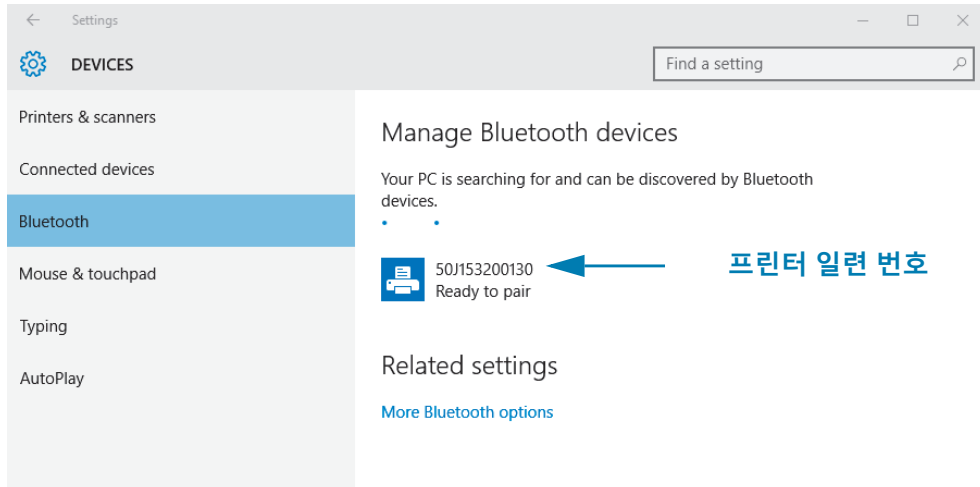 Settings
DEVICES
Find a setting
Printers & scanners
Connected devices
Bluetooth
Mouse & touchpad
Typing
AutoPlay
Manage Bluetooth devices
Your PC is searching for and can be discovered by Bluetooth
devices.
50J153200130
프린터 일련 번호
Ready to pair
Related settings
More Bluetooth options